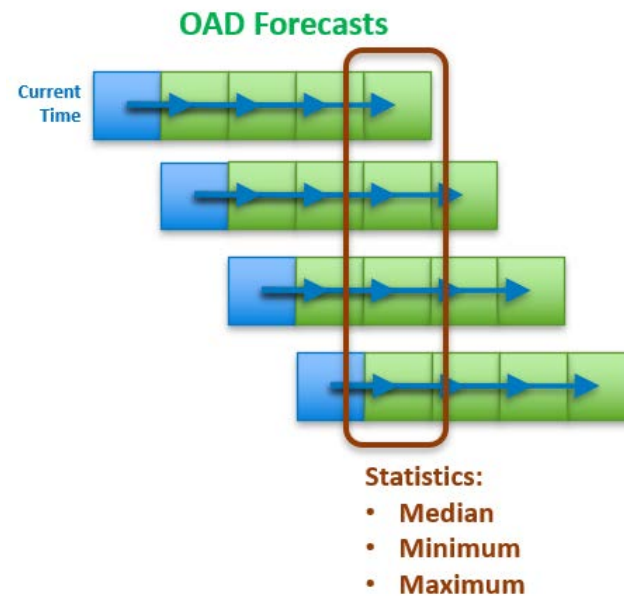 OAD Forecasts
Current
Time
Statistics:
• Median
• Minimum
• Maximum